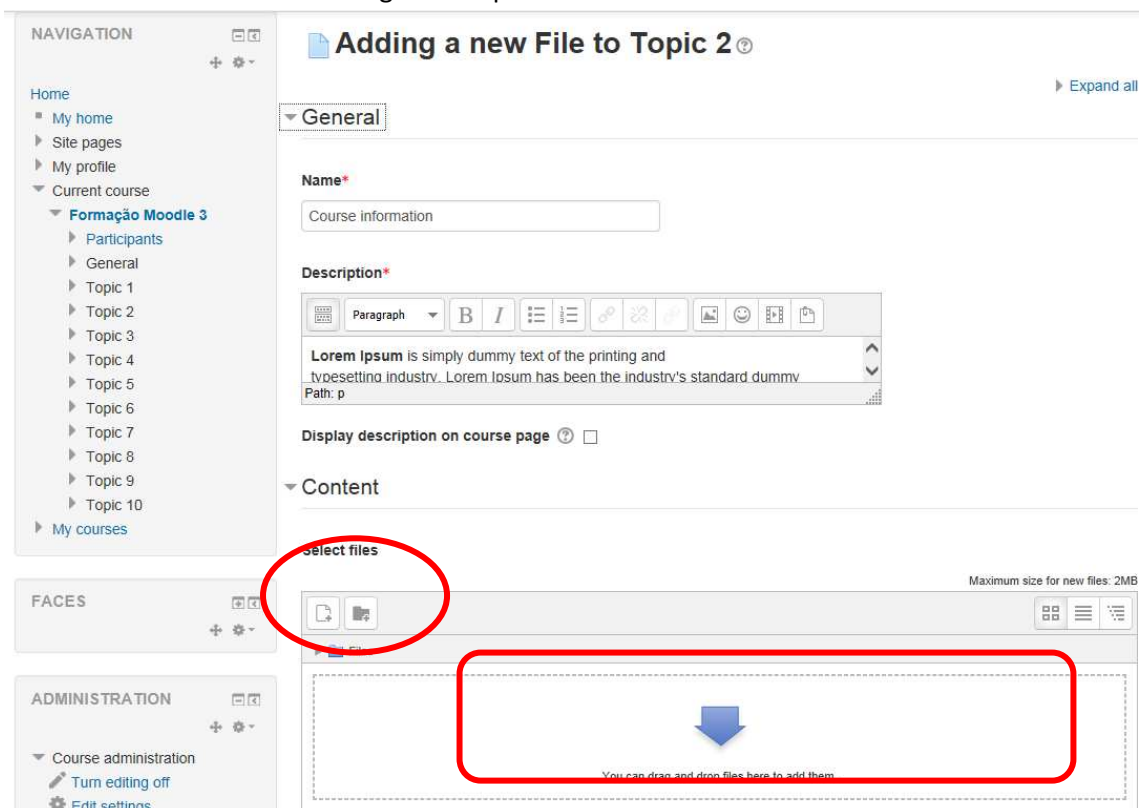 NAVIGATION
Home
My home
Site pages
My profile
Current course
Formação Moodle 3
Participants
General
Topic 1
Topic 2
Topic 3
Topic 4
Topic 5
Topic 6
Topic 7
Topic 8
Topic 9
Topic 10
My courses
FACES
ADMINISTRATION
Course administration
Turn editing off
Edit settings
Adding a new File to Topic 2
Expand all
General
Name*
Course information
Description*
Paragraph B I
Lorem Ipsum is simply dummy text of the printing and
typesetting industry. Lorem Ipsum has been the industry's standard dummy
Path: p
Display description on course page
Content
Select files
Maximum size for new files: 2MB
Files
You can drag and drop files here to add them.